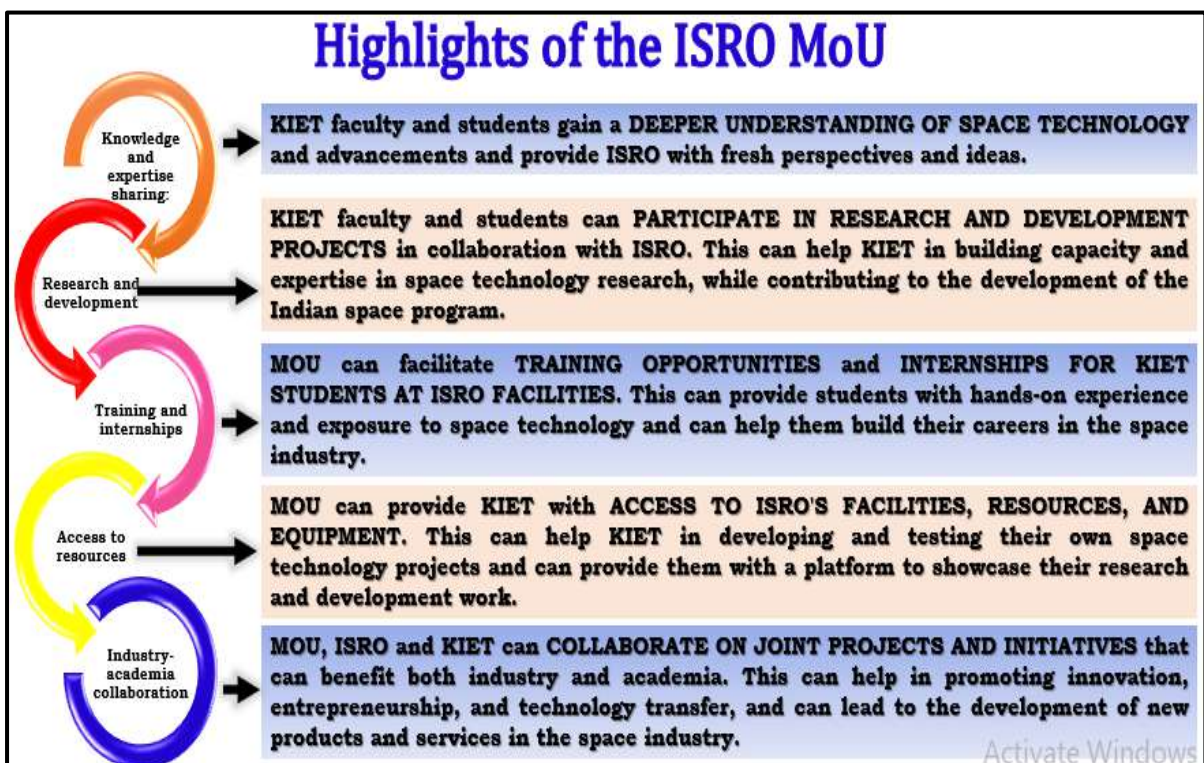 Highlights of the ISRO MoU
Knowledge
and
expertise
sharing:
KIET faculty and students gain a DEEPER UNDERSTANDING OF SPACE TECHNOLOGY
and advancements and provide ISRO with fresh perspectives and ideas.
Research and
development
KIET faculty and students can PARTICIPATE IN RESEARCH AND DEVELOPMENT
PROJECTS in collaboration with ISRO. This can help KIET in building capacity and
expertise in space technology research, while contributing to the development of the
Indian space program.
Training and
internships
MOU can facilitate TRAINING OPPORTUNITIES and INTERNSHIPS FOR KIET
STUDENTS AT ISRO FACILITIES. This can provide students with hands-on experience
and exposure to space technology and can help them build their careers in the space
industry.
Access to
resources
MOU can provide KIET with ACCESS TO ISRO'S FACILITIES, RESOURCES, AND
EQUIPMENT. This can help KIET in developing and testing their own space
technology projects and can provide them with a platform to showcase their research
and development work.
Industry-
academia
collaboration
MOU, ISRO and KIET can COLLABORATE ON JOINT PROJECTS AND INITIATIVES that
can benefit both industry and academia. This can help in promoting innovation,
entrepreneurship, and technology transfer, and can lead to the development of new
products and services in the space industry.
Activate Windows